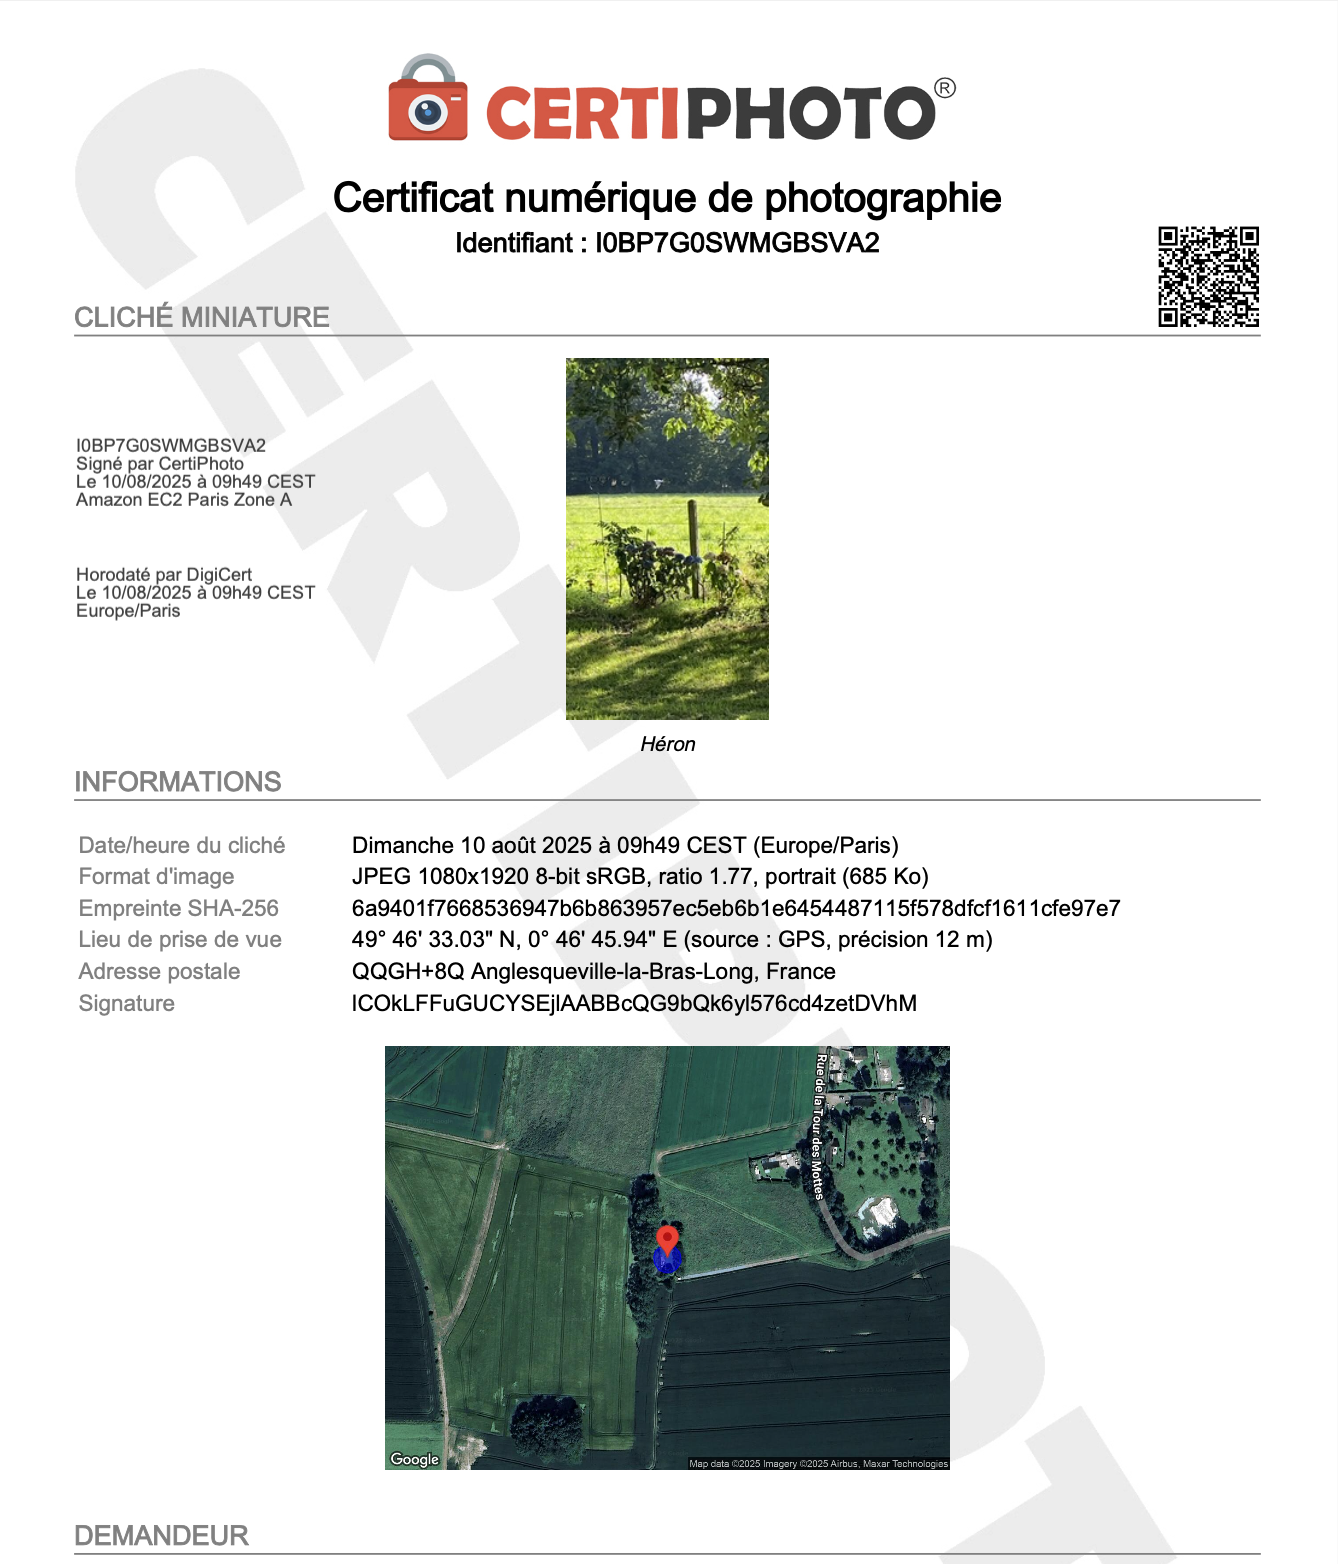 CERTIPHOTO®
Certificat numérique de photographie
Identifiant : I0BP7G0SWMGBSVA2
CLICHÉ MINIATURE
I0BP7G0SWMGBSVA2
Signé par CertiPhoto
Le 10/08/2025 à 09h49 CEST
Amazon EC2 Paris Zone A
Horodaté par DigiCert
Le 10/08/2025 à 09h49 CEST
Europe/Paris
Héron
INFORMATIONS
Date/heure du cliché Dimanche 10 août 2025 à 09h49 CEST (Europe/Paris)
Format d'image JPEG 1080x1920 8-bit sRGB, ratio 1.77, portrait (685 Ko)
Empreinte SHA-256 6a9401f7668536947b6b863957ec5eb6b1e6454487115f578dfcf1611cfe97e7
Lieu de prise de vue 49° 46' 33.03" N, 0° 46' 45.94" E (source : GPS, précision 12 m)
Adresse postale QQGH+8Q Anglesqueville-la-Bras-Long, France
Signature lCOkLFFuGUCYSEjlAABBcQG9bQk6yl576cd4zetDVhM
Rue de la Tour des Mottes
Google
Map data ©2025 Imagery ©2025 Airbus, Maxar Technologies
DEMANDEUR